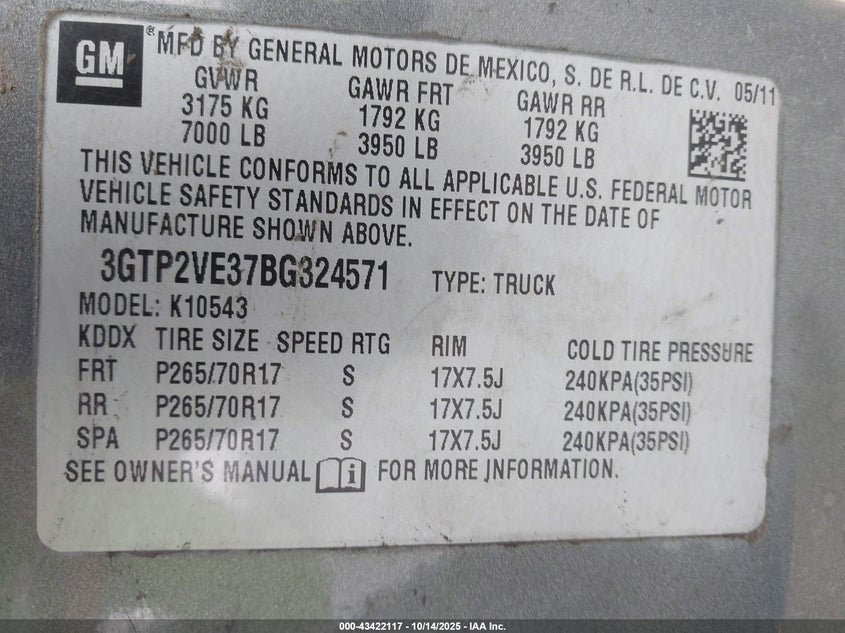 GM ® MFD BY GENERAL MOTORS DE MEXICO, S. DE R.L. DE C.V. 05/11
GVWR GAWR FRT GAWR RR
3175 KG 1792 KG 1792 KG
7000 LB 3950 LB 3950 LB
THIS VEHICLE CONFORMS TO ALL APPLICABLE U.S. FEDERAL MOTOR
VEHICLE SAFETY STANDARDS IN EFFECT ON THE DATE OF
MANUFACTURE SHOWN ABOVE.
3GTP2VE37BG324571 TYPE: TRUCK
MODEL: K10543
KDDX TIRE SIZE SPEED RTG RIM COLD TIRE PRESSURE
FRT P265/70R17 S 17X7.5J 240KPA(35PSI)
RR P265/70R17 S 17X7.5J 240KPA(35PSI)
SPA P265/70R17 S 17X7.5J 240KPA(35PSI)
SEE OWNER'S MANUAL i FOR MORE INFORMATION.
000-43422117 - 10/14/2025 - IAA Inc.